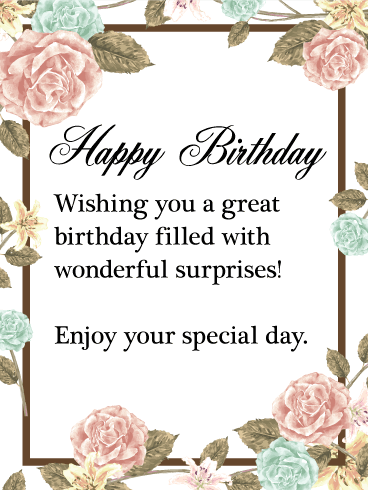 Happy Birthday
Wishing you a great
birthday filled with
wonderful surprises!
Enjoy your special day.